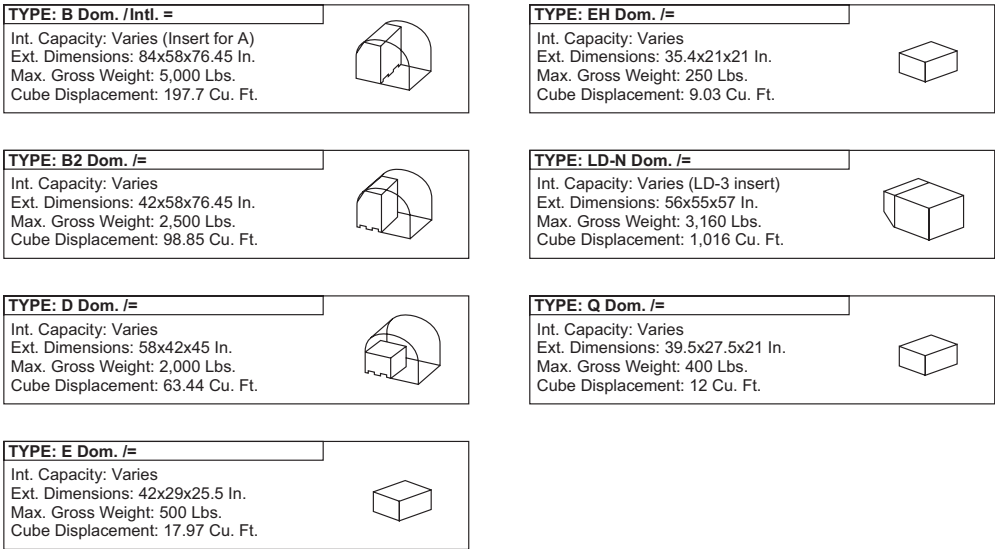 TYPE: B Dom. /Intl. =
Int. Capacity: Varies (Insert for A)
Ext. Dimensions: 84x58x76.45 In.
Max. Gross Weight: 5,000 Lbs.
Cube Displacement: 197.7 Cu. Ft.
TYPE: B2 Dom. /=
Int. Capacity: Varies
Ext. Dimensions: 42x58x76.45 In.
Max. Gross Weight: 2,500 Lbs.
Cube Displacement: 98.85 Cu. Ft.
TYPE: D Dom. /=
Int. Capacity: Varies
Ext. Dimensions: 58x42x45 In.
Max. Gross Weight: 2,000 Lbs.
Cube Displacement: 63.44 Cu. Ft.
TYPE: E Dom. /=
Int. Capacity: Varies
Ext. Dimensions: 42x29x25.5 In.
Max. Gross Weight: 500 Lbs.
Cube Displacement: 17.97 Cu. Ft.
TYPE: EH Dom. /=
Int. Capacity: Varies
Ext. Dimensions: 35.4x21x21 In.
Max. Gross Weight: 250 Lbs.
Cube Displacement: 9.03 Cu. Ft.
TYPE: LD-N Dom. /=
Int. Capacity: Varies (LD-3 insert)
Ext. Dimensions: 56x55x57 In.
Max. Gross Weight: 3,160 Lbs.
Cube Displacement: 1,016 Cu. Ft.
TYPE: Q Dom. /=
Int. Capacity: Varies
Ext. Dimensions: 39.5x27.5x21 In.
Max. Gross Weight: 400 Lbs.
Cube Displacement: 12 Cu. Ft.